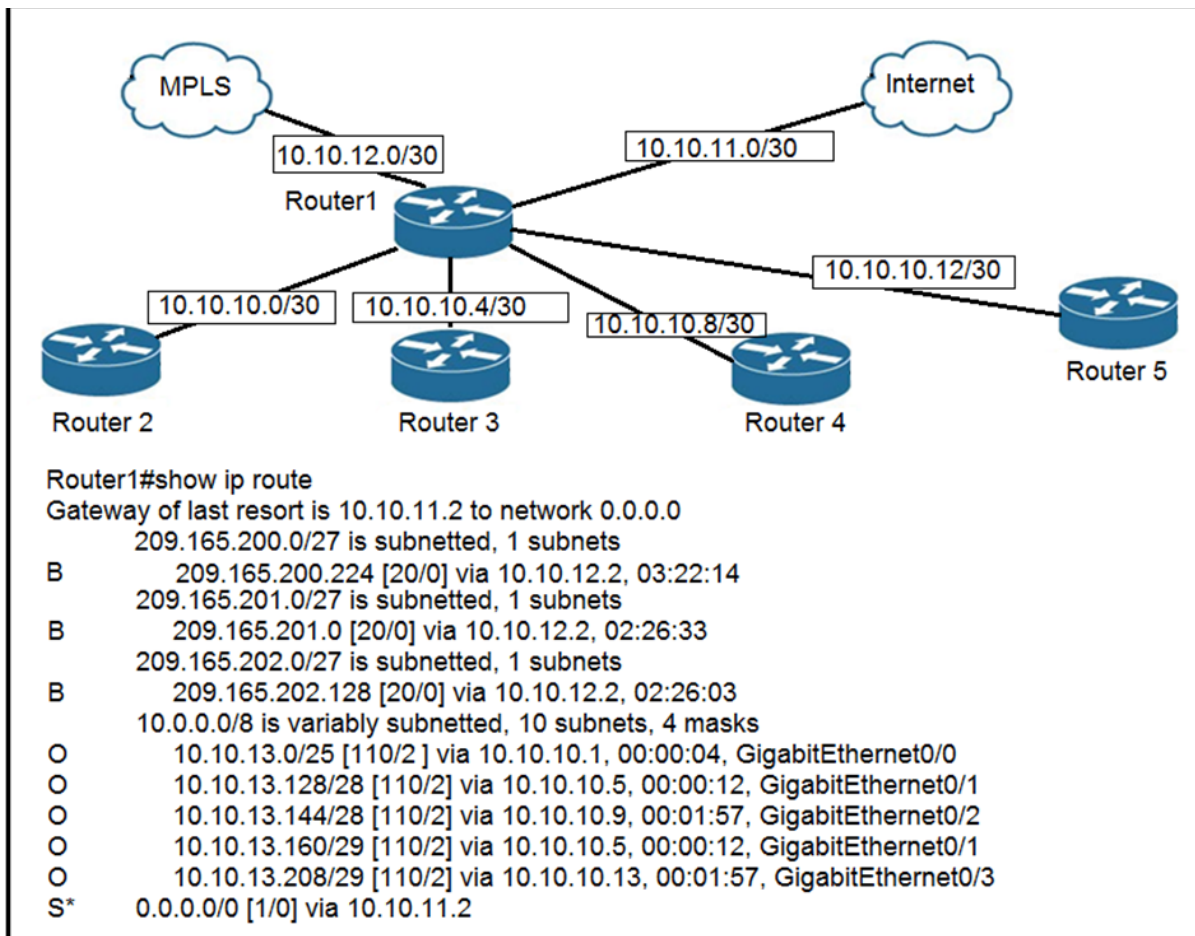 MPLS
Internet
10.10.12.0/30
10.10.11.0/30
Router1
10.10.10.12/30
10.10.10.0/30
10.10.10.4/30
10.10.10.8/30
Router 5
Router 2
Router 3
Router 4
Router1#show ip route
Gateway of last resort is 10.10.11.2 to network 0.0.0.0
209.165.200.0/27 is subnetted, 1 subnets
B 209.165.200.224 [20/0] via 10.10.12.2, 03:22:14
209.165.201.0/27 is subnetted, 1 subnets
B 209.165.201.0 [20/0] via 10.10.12.2, 02:26:33
209.165.202.0/27 is subnetted, 1 subnets
B 209.165.202.128 [20/0] via 10.10.12.2, 02:26:03
10.0.0.0/8 is variably subnetted, 10 subnets, 4 masks
O 10.10.13.0/25 [110/2 ] via 10.10.10.1, 00:00:04, GigabitEthernet0/0
O 10.10.13.128/28 [110/2] via 10.10.10.5, 00:00:12, GigabitEthernet0/1
O 10.10.13.144/28 [110/2] via 10.10.10.9, 00:01:57, GigabitEthernet0/2
O 10.10.13.160/29 [110/2] via 10.10.10.5, 00:00:12, GigabitEthernet0/1
O 10.10.13.208/29 [110/2] via 10.10.10.13, 00:01:57, GigabitEthernet0/3
S* 0.0.0.0/0 [1/0] via 10.10.11.2